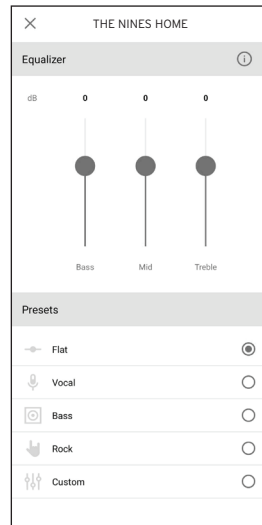 THE NINES HOME
Equalizer
dB 0 0 0
Bass Mid Treble
Presets
Flat
Vocal
Bass
Rock
Custom